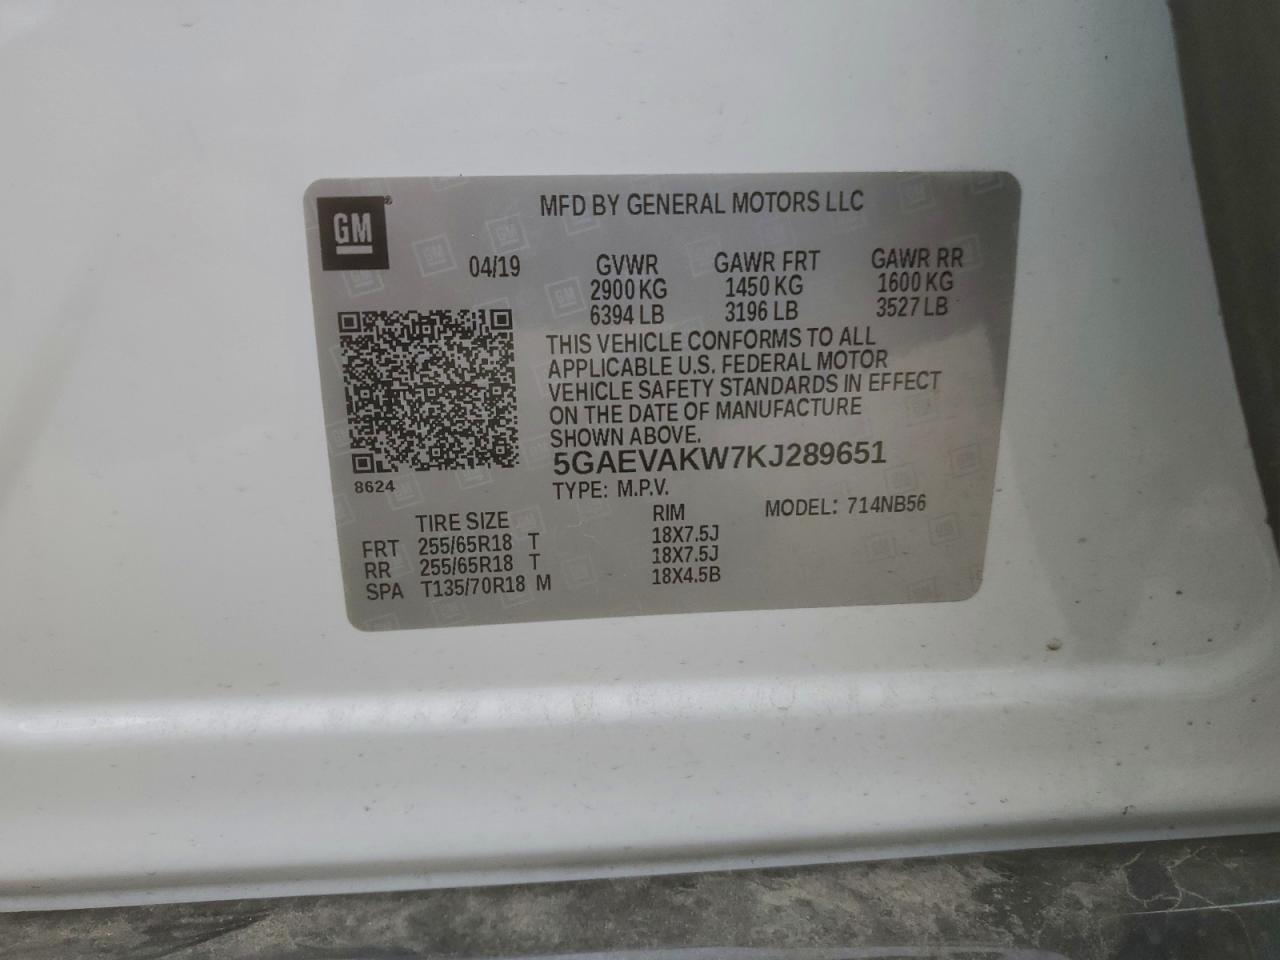 GM®
MFD BY GENERAL MOTORS LLC
04/19 GVWR GAWR FRT GAWR RR
2900 KG 1450 KG 1600 KG
6394 LB 3196 LB 3527 LB
THIS VEHICLE CONFORMS TO ALL
APPLICABLE U.S. FEDERAL MOTOR
VEHICLE SAFETY STANDARDS IN EFFECT
ON THE DATE OF MANUFACTURE
SHOWN ABOVE.
5GAEVAKW7KJ289651
8624
TYPE: M.P.V. MODEL: 714NB56
TIRE SIZE RIM
FRT 255/65R18 T 18X7.5J
RR 255/65R18 T 18X7.5J
SPA T135/70R18 M 18X4.5B